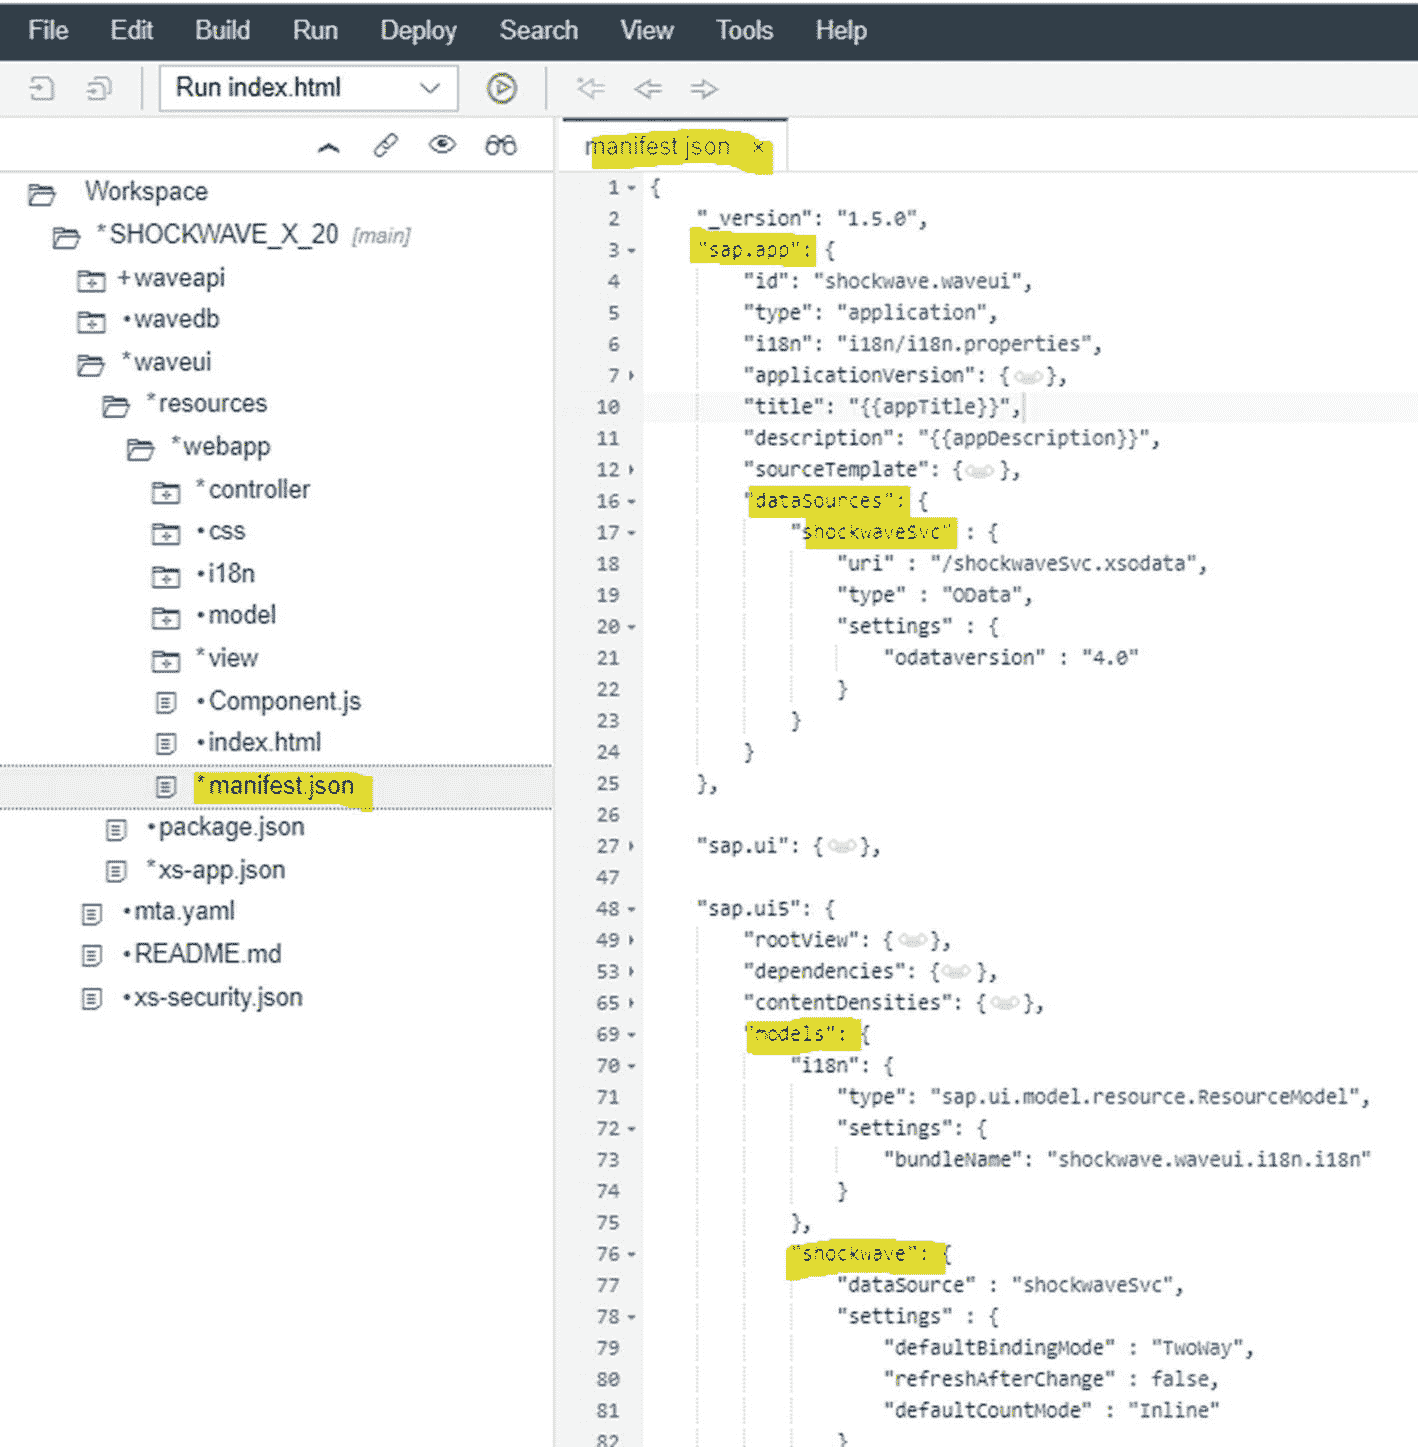 File Edit Build Run Deploy Search View Tools Help
Run index.html
Workspace
*SHOCKWAVE_X_20 [main]
+waveapi
•wavedb
*waveui
*resources
*webapp
*controller
•css
•i18n
•model
*view
•Component.js
•index.html
*manifest.json
•package.json
*xs-app.json
•mta.yaml
•README.md
•xs-security.json
manifest.json ×
1 {
2 "_version": "1.5.0",
3 "sap.app": {
4 "id": "shockwave.waveui",
5 "type": "application",
6 "i18n": "i18n/i18n.properties",
7 "applicationVersion": { },
10 "title": "{{appTitle}}",
11 "description": "{{appDescription}}",
12 "sourceTemplate": { },
16 "dataSources": {
17 "shockwaveSvc" : {
18 "uri" : "/shockwaveSvc.xsodata",
19 "type" : "OData",
20 "settings" : {
21 "odataversion" : "4.0"
22 }
23 }
24 }
25 },
26
27 "sap.ui": { },
47
48 "sap.ui5": {
49 "rootView": { },
53 "dependencies": { },
65 "contentDensities": { },
69 "models": {
70 "i18n": {
71 "type": "sap.ui.model.resource.ResourceModel",
72 "settings": {
73 "bundleName": "shockwave.waveui.i18n.i18n"
74 }
75 },
76 "shockwave": {
77 "dataSource" : "shockwaveSvc",
78 "settings" : {
79 "defaultBindingMode" : "TwoWay",
80 "refreshAfterChange" : false,
81 "defaultCountMode" : "Inline"
82 }